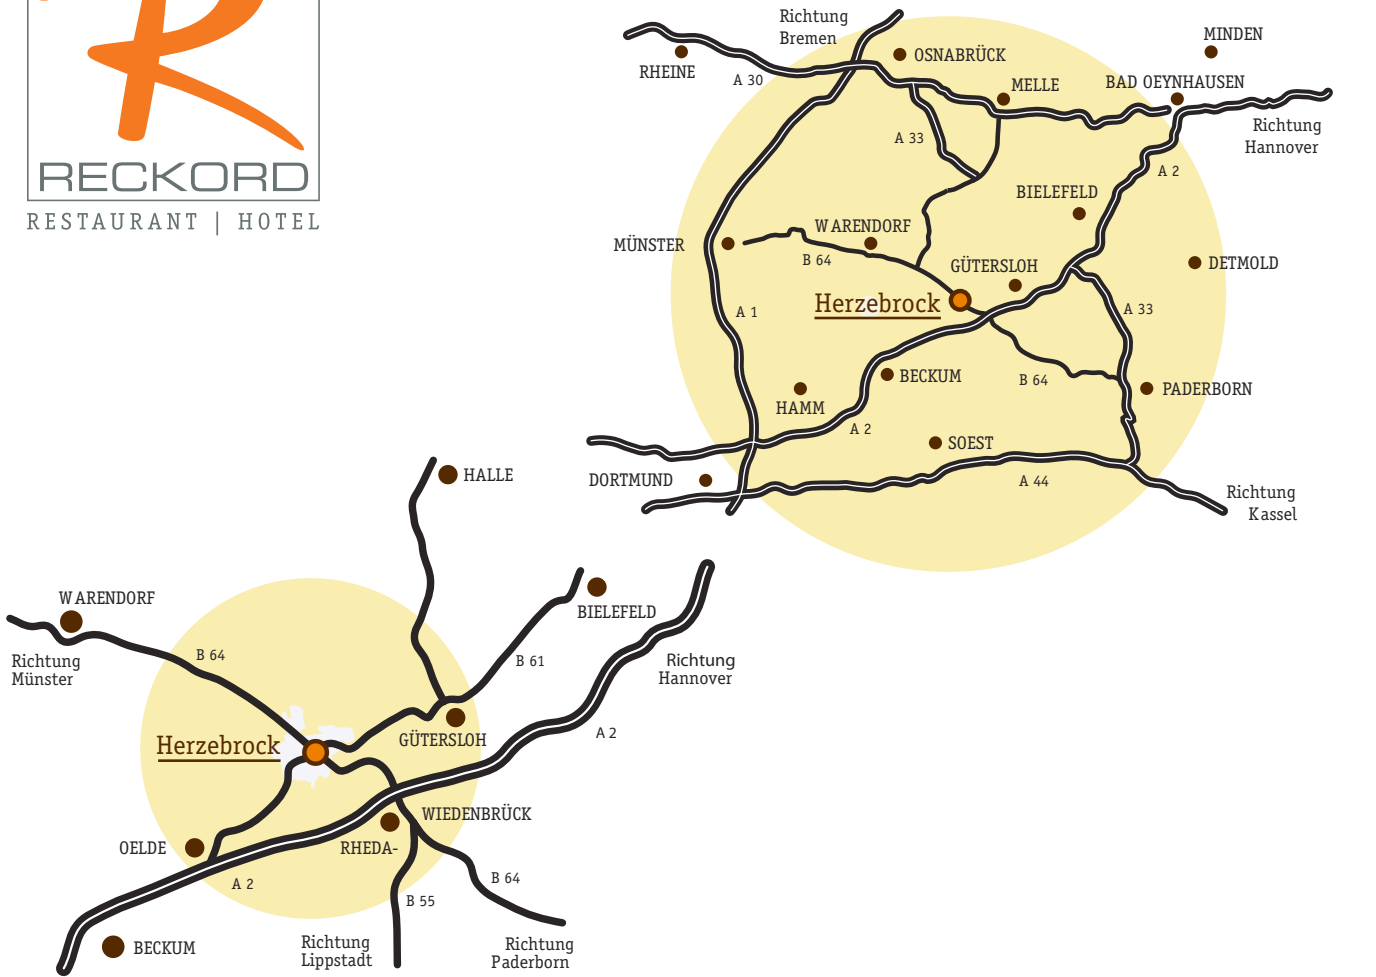 RECKORD
RESTAURANT | HOTEL
Richtung
Bremen
OSNABRÜCK
MINDEN
RHEINE
A 30
MELLE
BAD OEYNHAUSEN
Richtung
Hannover
A 33
A 2
BIELEFELD
MÜNSTER
WARENDORF
B 64
GÜTERSLOH
DETMOLD
Herzebrock
A 1
A 33
BECKUM
B 64
PADERBORN
HAMM
A 2
SOEST
DORTMUND
A 44
Richtung
Kassel
HALLE
WARENDORF
BIELEFELD
Richtung
Münster
B 64
B 61
Richtung
Hannover
Herzebrock
GÜTERSLOH
A 2
WIEDENBRÜCK
OELDE
RHEDA-
A 2
B 64
B 55
BECKUM
Richtung
Lippstadt
Richtung
Paderborn